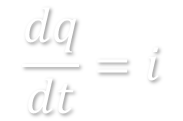 dq/dt = i